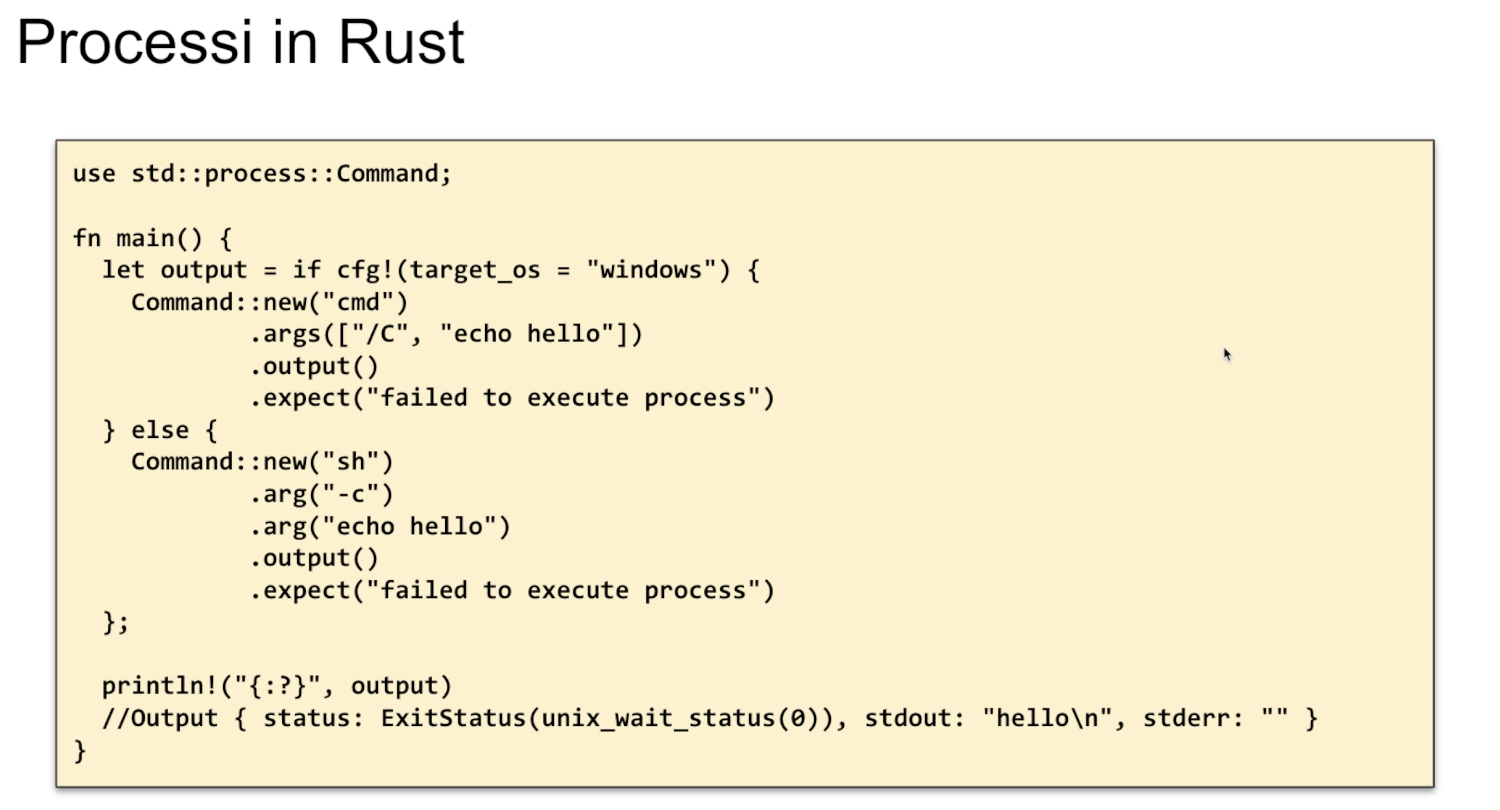 Processi in Rust
use std::process::Command;
fn main() {
  let output = if cfg!(target_os = "windows") {
    Command::new("cmd")
            .args(["/C", "echo hello"])
            .output()
            .expect("failed to execute process")
  } else {
    Command::new("sh")
            .arg("-c")
            .arg("echo hello")
            .output()
            .expect("failed to execute process")
  };
  println!("{:?}", output)
  //Output { status: ExitStatus(unix_wait_status(0)), stdout: "hello\n", stderr: "" }
}